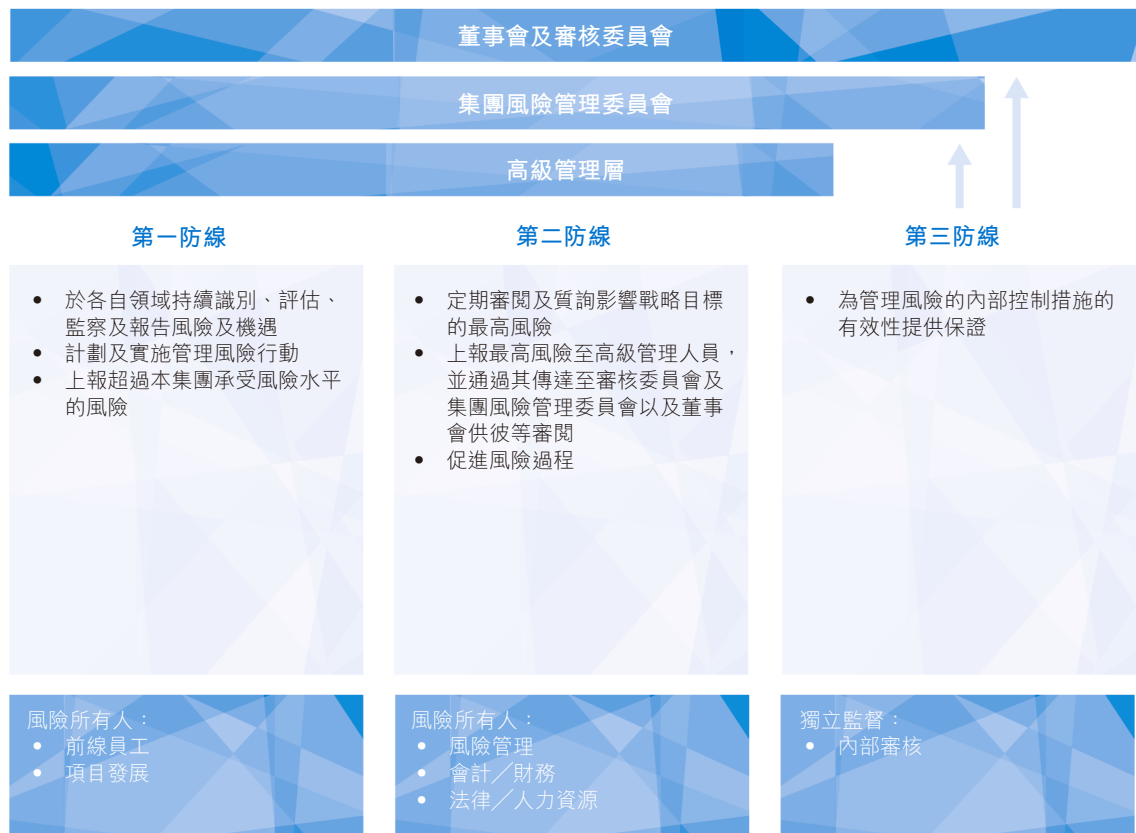 董事會及審核委員會
集團風險管理委員會
高級管理層
第一防線
• 於各自領域持續識別、評估、
監察及報告風險及機遇
• 計劃及實施管理風險行動
• 上報超過本集團承受風險水平
的風險
風險所有人：
• 前線員工
• 項目發展
第二防線
• 定期審閱及質詢影響戰略目標
的最高風險
• 上報最高風險至高級管理人員，
並通過其傳達至審核委員會及
集團風險管理委員會以及董事
會供彼等審閱
• 促進風險過程
風險所有人：
• 風險管理
• 會計╱財務
• 法律╱人力資源
第三防線
• 為管理風險的內部控制措施的
有效性提供保證
獨立監督：
• 內部審核